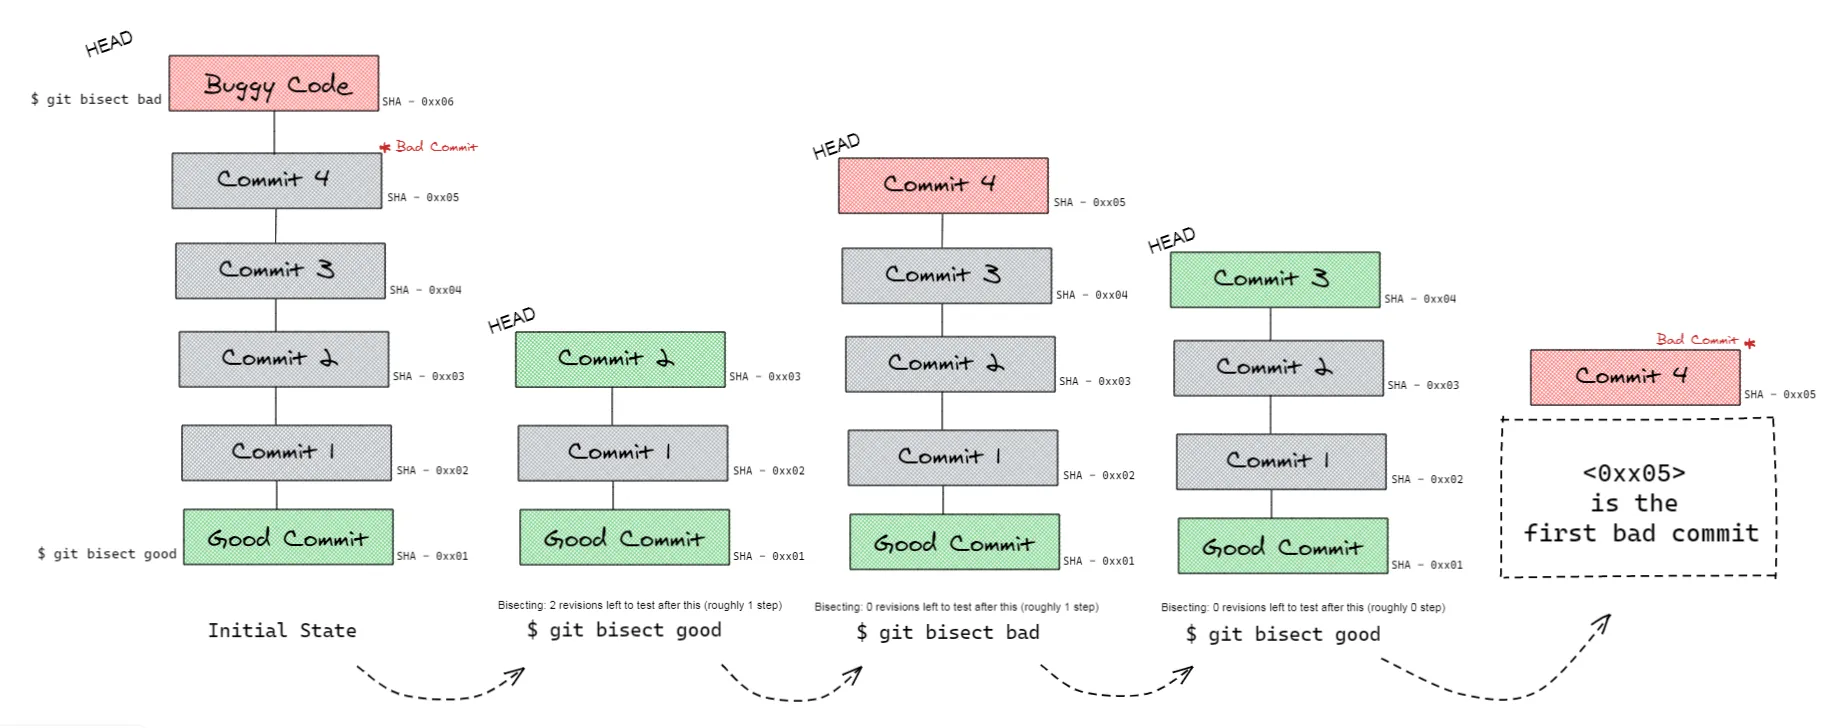 HEAD
$ git bisect bad
Buggy Code
SHA - 0xx06
* Bad Commit
Commit 4
SHA - 0xx05
Commit 3
SHA - 0xx04
Commit 2
SHA - 0xx03
Commit 1
SHA - 0xx02
$ git bisect good
Good Commit
SHA - 0xx01
Initial State
HEAD
Commit 2
SHA - 0xx03
Commit 1
SHA - 0xx02
Good Commit
SHA - 0xx01
Bisecting: 2 revisions left to test after this (roughly 1 step)
$ git bisect good
HEAD
Commit 4
SHA - 0xx05
Commit 3
SHA - 0xx04
Commit 2
SHA - 0xx03
Commit 1
SHA - 0xx02
Good Commit
SHA - 0xx01
Bisecting: 0 revisions left to test after this (roughly 1 step)
$ git bisect bad
HEAD
Commit 3
SHA - 0xx04
Commit 2
SHA - 0xx03
Commit 1
SHA - 0xx02
Good Commit
SHA - 0xx01
Bisecting: 0 revisions left to test after this (roughly 0 step)
$ git bisect good
Bad Commit *
Commit 4
SHA - 0xx05
<0xx05>
is the
first bad commit